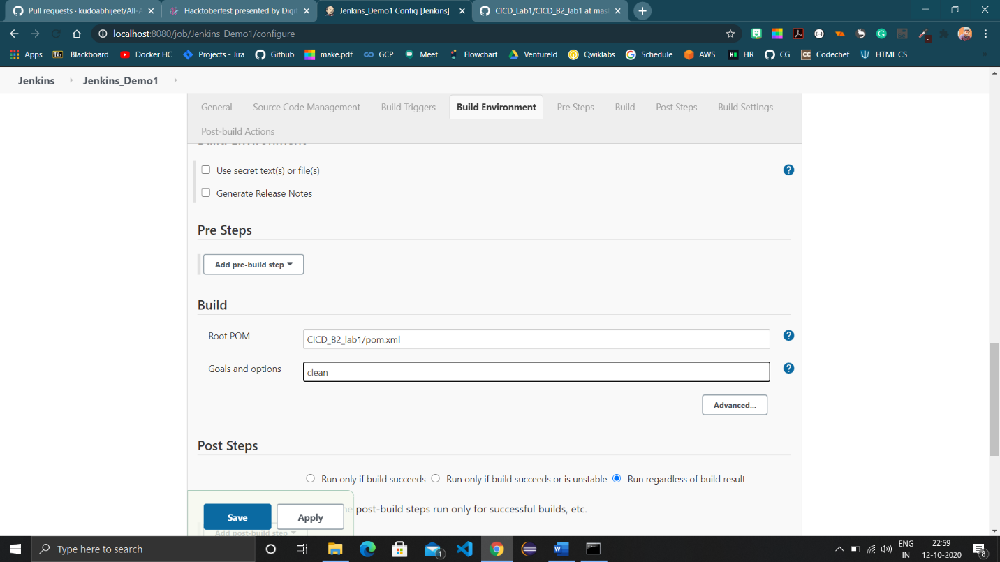 Pull requests · kudoabhijeet/All-A
Hacktoberfest presented by Digit
Jenkins_Demo1 Config [Jenkins]
CICD_Lab1/CICD_B2_lab1 at mast
localhost:8080/job/Jenkins_Demo1/configure
Apps Blackboard Docker HC Projects - Jira Github make.pdf GCP Meet Flowchart Ventureld Qwiklabs Schedule AWS HR CG Codechef HTML CS
Jenkins Jenkins_Demo1
General Source Code Management Build Triggers Build Environment Pre Steps Build Post Steps Build Settings
Post-build Actions
Build Environment
Use secret text(s) or file(s)
Generate Release Notes
Pre Steps
Add pre-build step
Build
Root POM CICD_B2_lab1/pom.xml
Goals and options clean
Advanced...
Post Steps
Run only if build succeeds Run only if build succeeds or is unstable Run regardless of build result
post-build steps run only for successful builds, etc.
Save Apply
Add post-build step
Type here to search
1
ENG
IN
22:59
12-10-2020
8